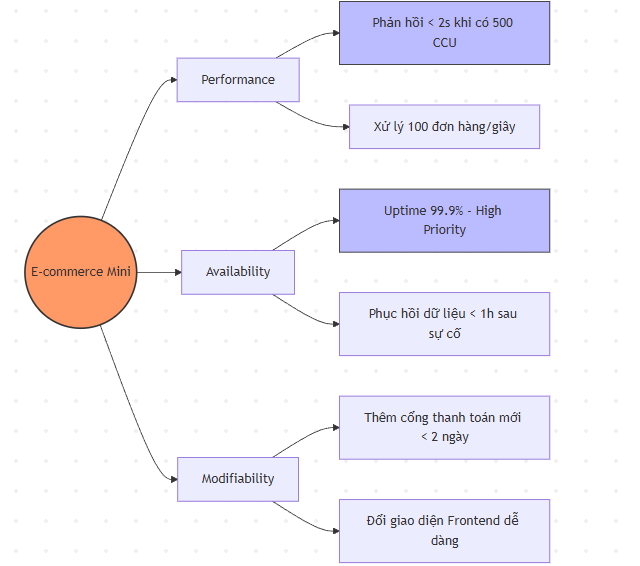 Phản hồi < 2s khi có 500
CCU
Performance
Xử lý 100 đơn hàng/giây
Uptime 99.9% - High
Priority
E-commerce Mini
Availability
Phục hồi dữ liệu < 1h sau
sự cố
Thêm cổng thanh toán mới
< 2 ngày
Modifiability
Đổi giao diện Frontend dễ
dàng